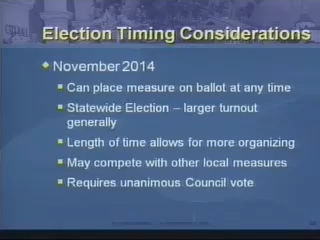 Election Timing Considerations
November 2014
Can place measure on ballot at any time
Statewide Election – larger turnout
generally
Length of time allows for more organizing
May compete with other local measures
Requires unanimous Council vote